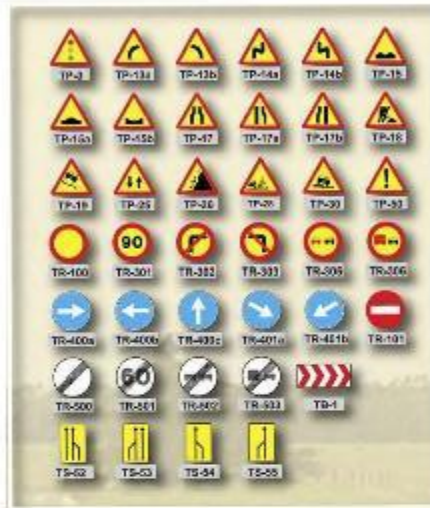 TP-3 TP-13a TP-13b TP-14a TP-14b TP-15
TP-15a TP-15b TP-17 TP-17a TP-17b TP-18
TP-19 TP-25 TP-26 TP-28 TP-30 TP-50
90
TR-100 TR-301 TR-302 TR-303 TR-305 TR-306
TR-400a TR-400b TR-400c TR-401a TR-401b TR-101
60
TR-500 TR-501 TR-502 TR-503 TB-1
TS-52 TS-53 TS-54 TS-55